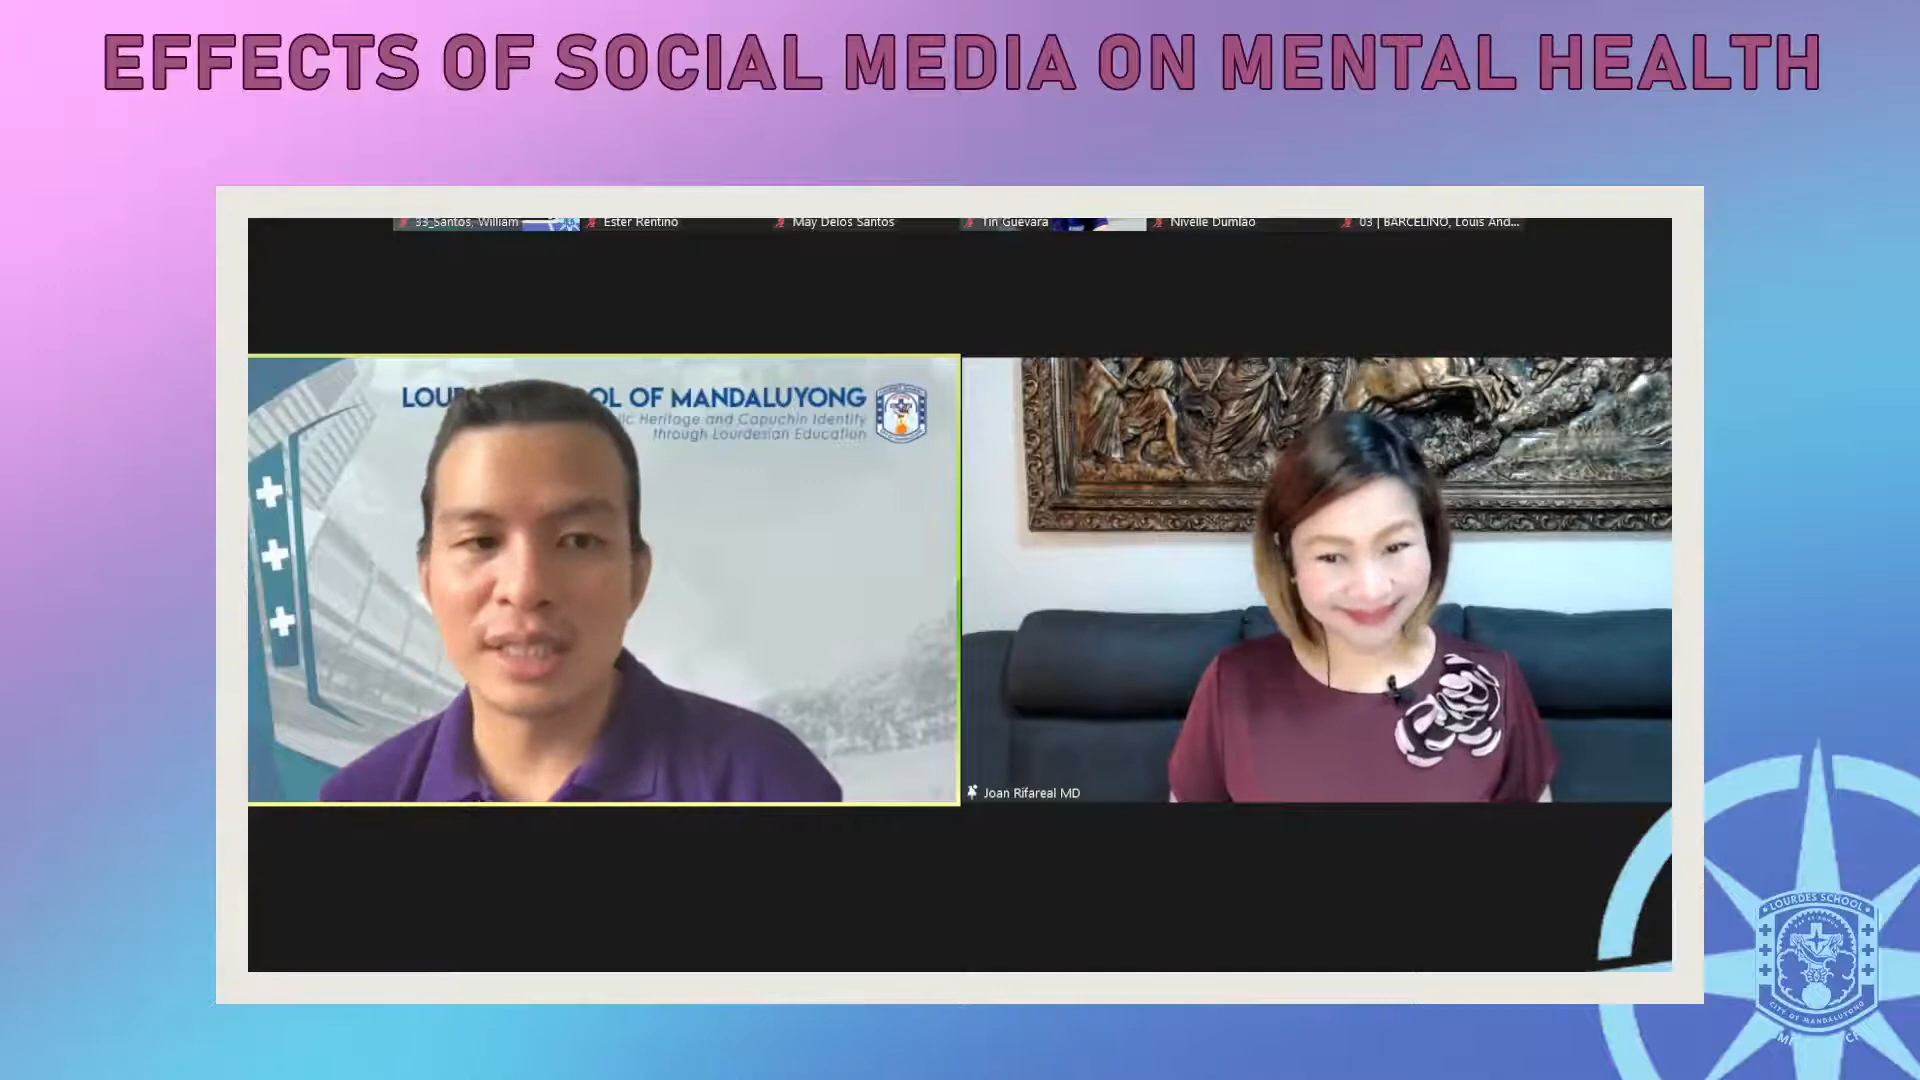 EFFECTS OF SOCIAL MEDIA ON MENTAL HEALTH
33_Santos, William
Ester Rentino
May Delos Santos
Tin Guevara
Nivelle Dumlao
03 | BARCELINO, Louis And...
OL OF MANDALUYONG
Heritage and Capuchin Identity
through Lourdesian Education
Joan Rifareal MD
LOURDES SCHOOL
CITY OF MANDALUYONG